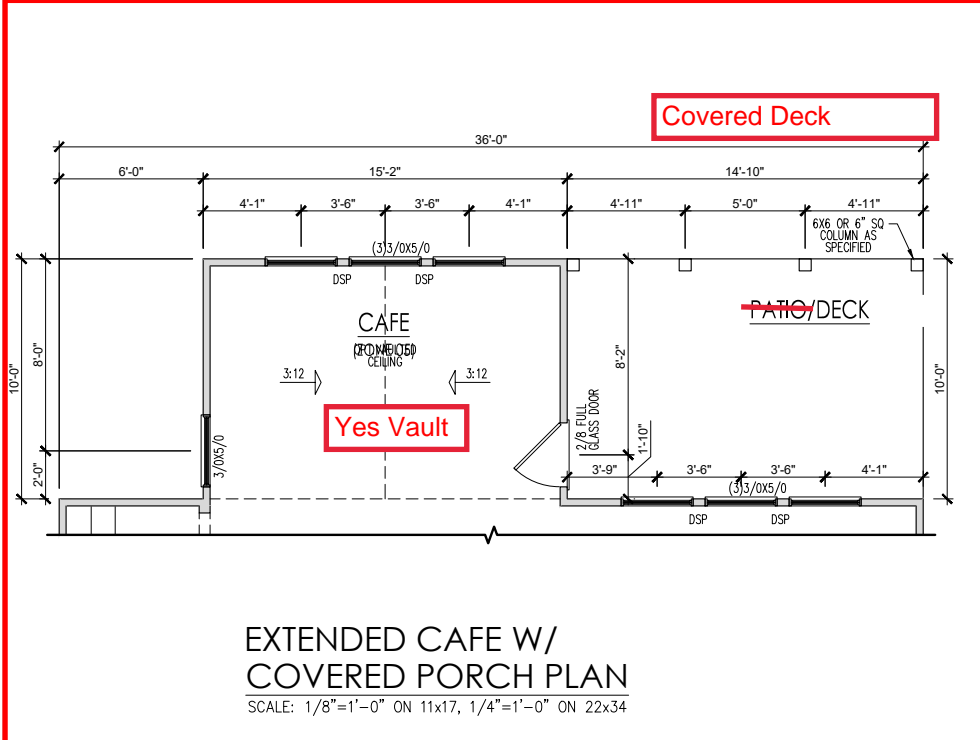 Covered Deck
36'-0"
6'-0"
15'-2"
14'-10"
4'-1"
3'-6"
3'-6"
4'-1"
4'-11"
5'-0"
4'-11"
6X6 OR 6" SQ
COLUMN AS
SPECIFIED
(3)3/0X5/0
DSP
DSP
CAFE
CEILING
PATIO/DECK
3:12
3:12
10'-0"
8'-0"
2'-0"
8'-2"
10'-0"
Yes Vault
2/8 FULL
GLASS DOOR
1'-10"
3/0X5/0
3'-9"
3'-6"
3'-6"
4'-1"
(3)3/0X5/0
DSP
DSP
EXTENDED CAFE W/
COVERED PORCH PLAN
SCALE: 1/8"=1'-0" ON 11x17, 1/4"=1'-0" ON 22x34